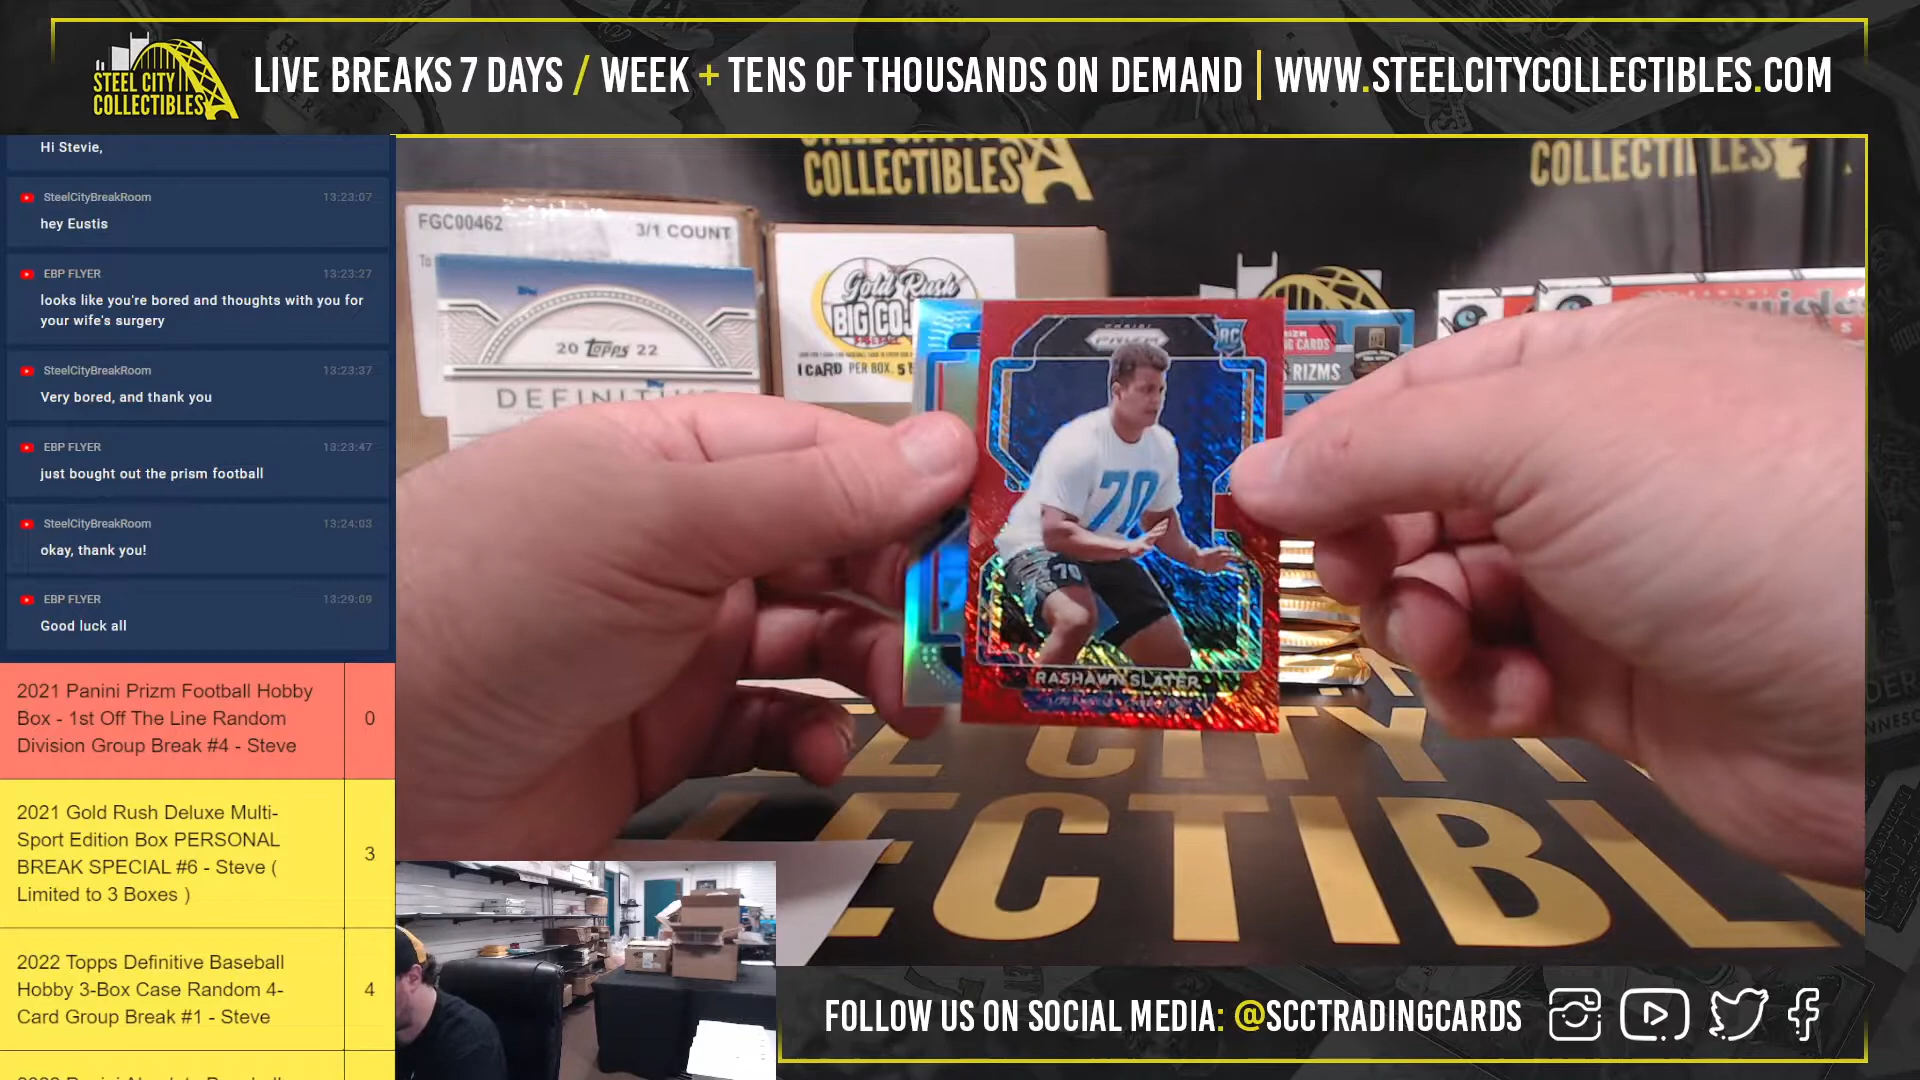 STEEL CITY
COLLECTIBLES
LIVE BREAKS 7 DAYS / WEEK + TENS OF THOUSANDS ON DEMAND | WWW.STEELCITYCOLLECTIBLES.COM
Hi Stevie,
SteelCityBreakRoom 13:23:07
hey Eustis
EBP FLYER 13:23:27
looks like you're bored and thoughts with you for
your wife's surgery
SteelCityBreakRoom 13:23:37
Very bored, and thank you
EBP FLYER 13:23:47
just bought out the prism football
SteelCityBreakRoom 13:24:03
okay, thank you!
EBP FLYER 13:29:09
Good luck all
2021 Panini Prizm Football Hobby
Box - 1st Off The Line Random
Division Group Break #4 - Steve
0
2021 Gold Rush Deluxe Multi-
Sport Edition Box PERSONAL
BREAK SPECIAL #6 - Steve (
Limited to 3 Boxes )
3
2022 Topps Definitive Baseball
Hobby 3-Box Case Random 4-
Card Group Break #1 - Steve
4
COLLECTIBLES
FGC00462 3/1 COUNT
20 Topps 22
DEFINITIVE
Gold Rush
BIG CO
1 CARD PER BOX.
PRIZM
RC
70
70
RASHAWN SLATER
CARDS
RIZMS
CITY
LECTIBL
FOLLOW US ON SOCIAL MEDIA: @SCCTRADINGCARDS